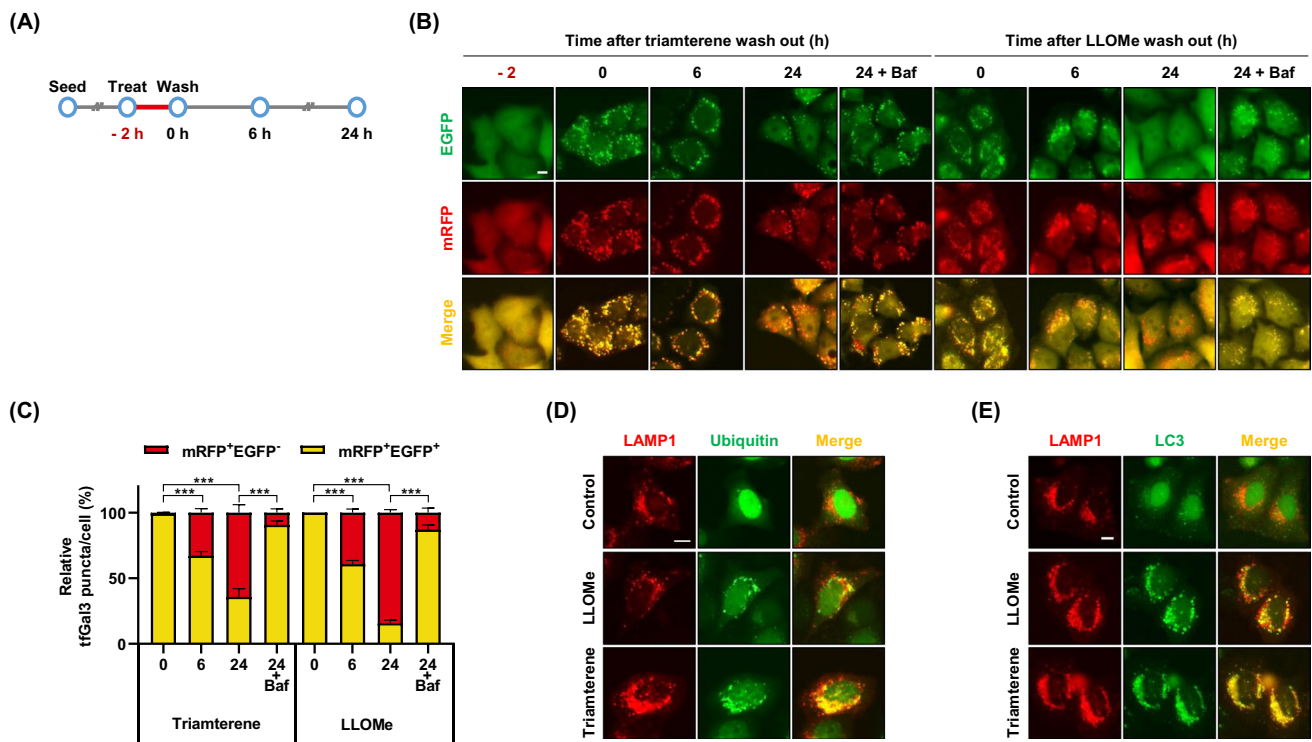 (A)
Seed Treat Wash
- 2 h 0 h 6 h 24 h
(B)
Time after triamterene wash out (h) Time after LLOMe wash out (h)
- 2 0 6 24 24 + Baf 0 6 24 24 + Baf
EGFP
mRFP
Merge
(C)
mRFP⁺EGFP⁻ mRFP⁺EGFP⁺
Relative
tfGal3 puncta/cell (%)
*** ***
*** *** *** ***
100
50
0
0 6 24 24 + Baf 0 6 24 24 + Baf
Triamterene LLOMe
(D)
LAMP1 Ubiquitin Merge
Control
LLOMe
Triamterene
(E)
LAMP1 LC3 Merge
Control
LLOMe
Triamterene